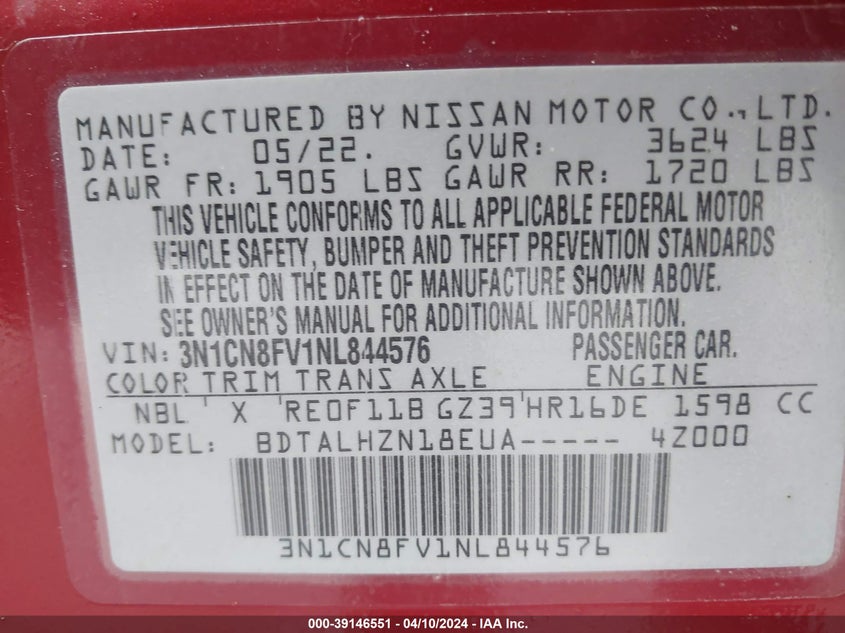 MANUFACTURED BY NISSAN MOTOR CO., LTD.
DATE: 05/22. GVWR: 3624 LBS
GAWR FR: 1905 LBS GAWR RR: 1720 LBS
THIS VEHICLE CONFORMS TO ALL APPLICABLE FEDERAL MOTOR
VEHICLE SAFETY, BUMPER AND THEFT PREVENTION STANDARDS
IN EFFECT ON THE DATE OF MANUFACTURE SHOWN ABOVE.
SEE OWNER'S MANUAL FOR ADDITIONAL INFORMATION.
VIN: 3N1CN8FV1NL844576 PASSENGER CAR.
COLOR TRIM TRANS AXLE ENGINE
NBL ' X 'RE0F11B GZ39'HR16DE 1598 CC
MODEL: BDTALHZN18EUA----- 4Z000
3N1CN8FV1NL844576
000-39146551 - 04/10/2024 - IAA Inc.